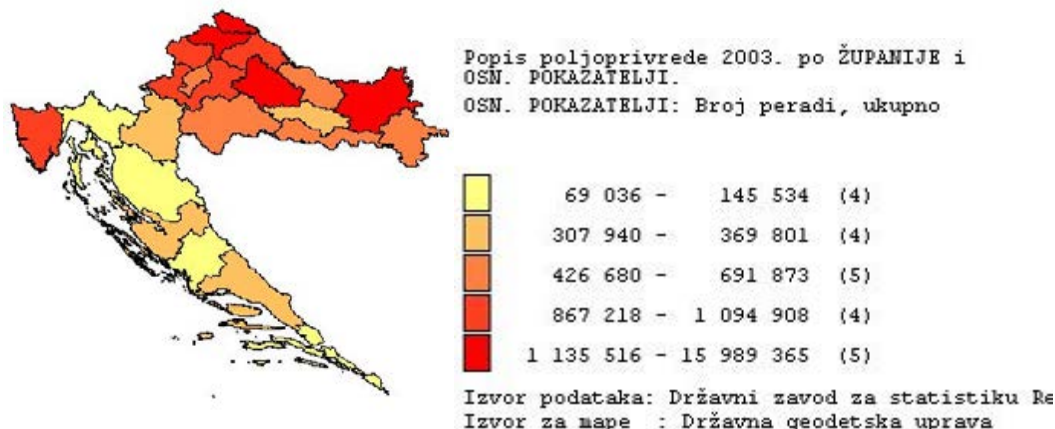 Popis poljoprivrede 2003. po ŽUPANIJE i
OSN. POKAZATELJI.
OSN. POKAZATELJI: Broj peradi, ukupno
69 036 - 145 534 (4)
307 940 - 369 801 (4)
426 680 - 691 873 (5)
867 218 - 1 094 908 (4)
1 135 516 - 15 989 365 (5)
Izvor podataka: Državni zavod za statistiku Re
Izvor za mape : Državna geodetska uprava